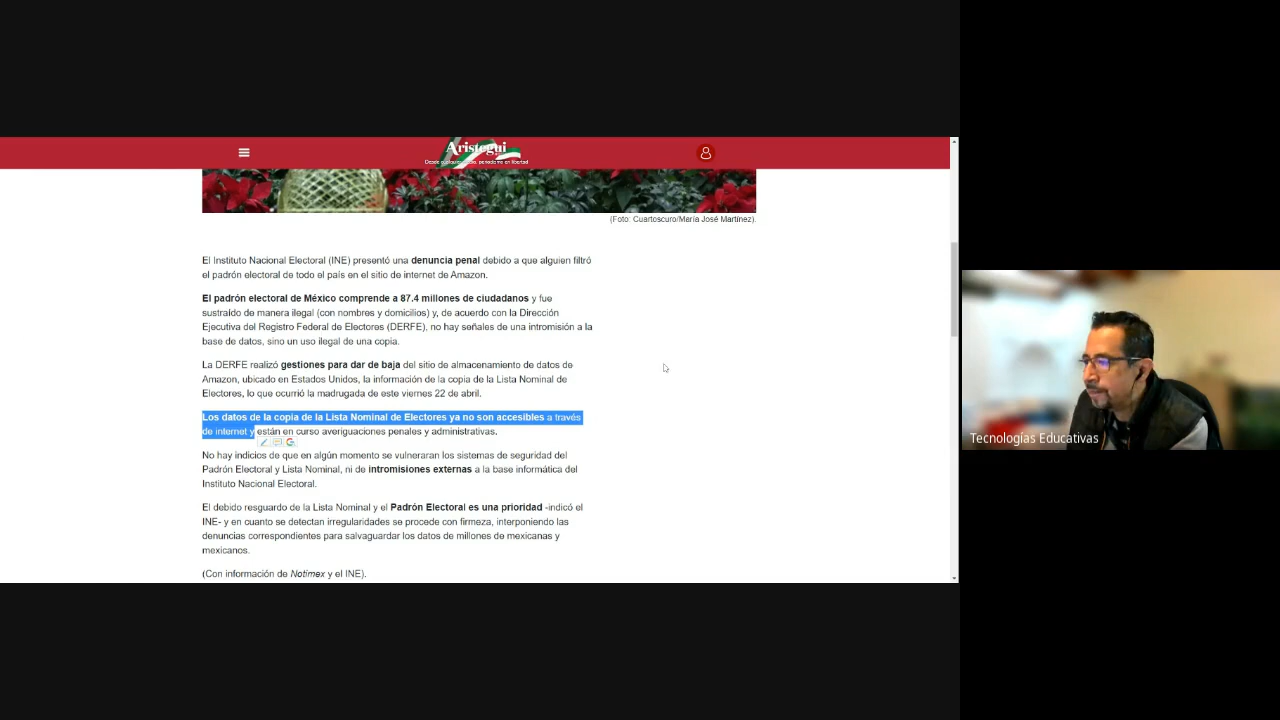 Aristegui
(Foto: Cuartoscuro/María José Martínez).
El Instituto Nacional Electoral (INE) presentó una denuncia penal debido a que alguien filtró
el padrón electoral de todo el país en el sitio de internet de Amazon.
El padrón electoral de México comprende a 87.4 millones de ciudadanos y fue
sustraído de manera ilegal (con nombres y domicilios) y, de acuerdo con la Dirección
Ejecutiva del Registro Federal de Electores (DERFE), no hay señales de una intromisión a la
base de datos, sino un uso ilegal de una copia.
La DERFE realizó gestiones para dar de baja del sitio de almacenamiento de datos de
Amazon, ubicado en Estados Unidos, la información de la copia de la Lista Nominal de
Electores, lo que ocurrió la madrugada de este viernes 22 de abril.
Los datos de la copia de la Lista Nominal de Electores ya no son accesibles a través
de internet y están en curso averiguaciones penales y administrativas.
No hay indicios de que en algún momento se vulneraran los sistemas de seguridad del
Padrón Electoral y Lista Nominal, ni de intromisiones externas a la base informática del
Instituto Nacional Electoral.
El debido resguardo de la Lista Nominal y el Padrón Electoral es una prioridad -indicó el
INE- y en cuanto se detectan irregularidades se procede con firmeza, interponiendo las
denuncias correspondientes para salvaguardar los datos de millones de mexicanas y
mexicanos.
(Con información de Notimex y el INE).
Tecnologías Educativas